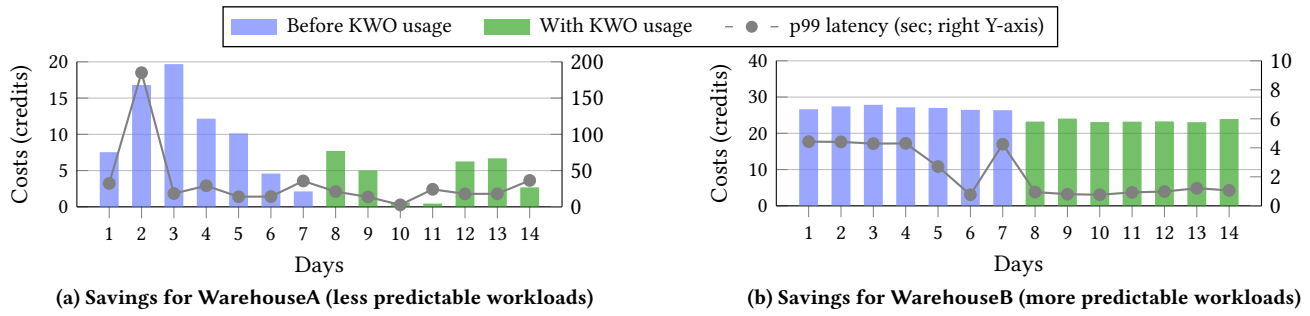 Before KWO usage With KWO usage p99 latency (sec; right Y-axis)
Costs (credits)
20
15
10
5
0
200
150
100
50
0
1 2 3 4 5 6 7 8 9 10 11 12 13 14
Days
(a) Savings for WarehouseA (less predictable workloads)
Costs (credits)
40
30
20
10
0
10
8
6
4
2
0
1 2 3 4 5 6 7 8 9 10 11 12 13 14
Days
(b) Savings for WarehouseB (more predictable workloads)